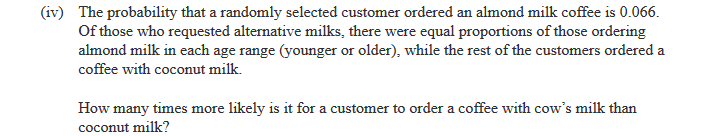 (iv) The probability that a randomly selected customer ordered an almond milk coffee is 0.066.
Of those who requested alternative milks, there were equal proportions of those ordering
almond milk in each age range (younger or older), while the rest of the customers ordered a
coffee with coconut milk.
How many times more likely is it for a customer to order a coffee with cow's milk than
coconut milk?